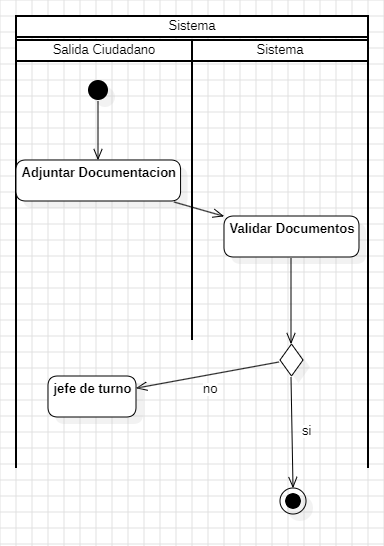 Sistema
Salida Ciudadano
Sistema
Adjuntar Documentacion
Validar Documentos
jefe de turno
no
si